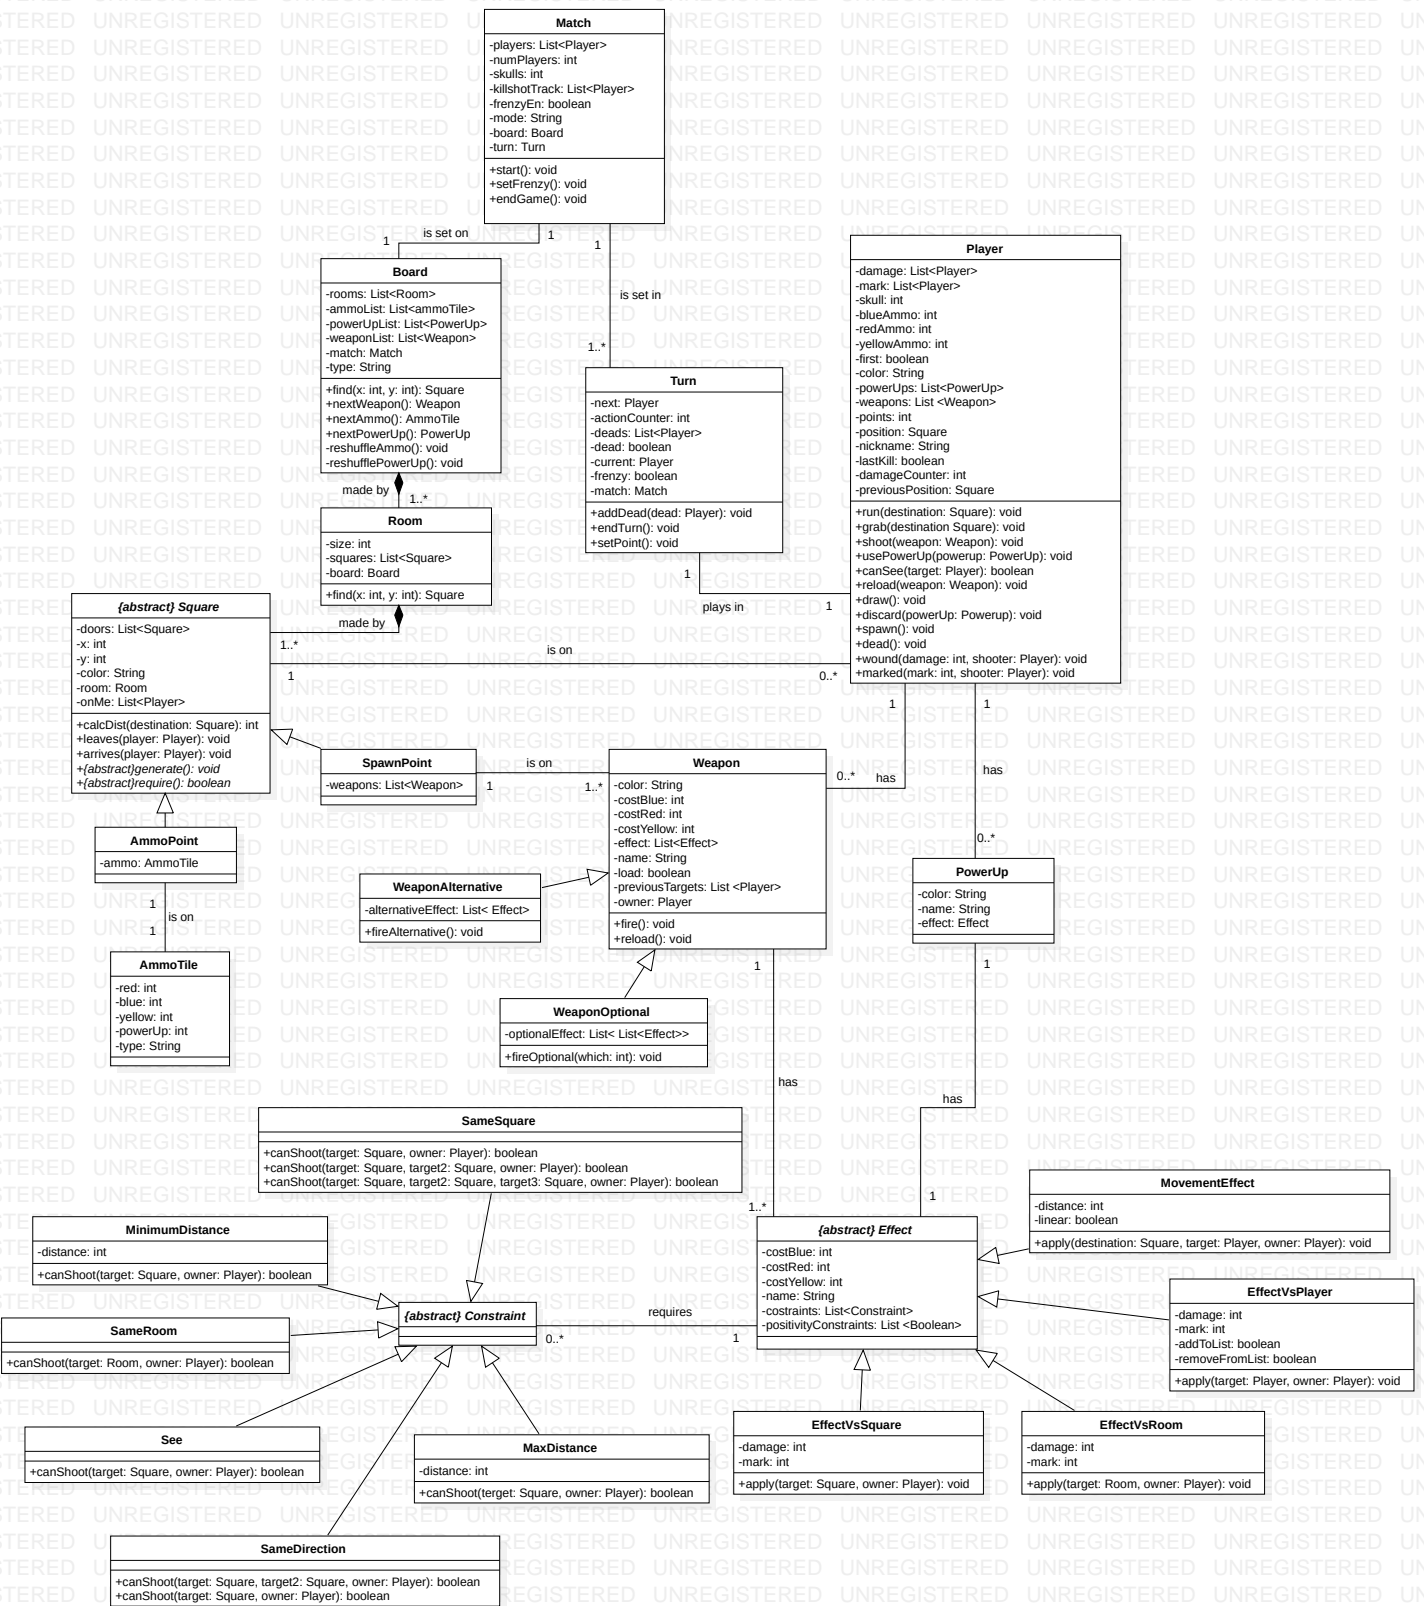 Match
-players: List<Player>
-numPlayers: int
-skulls: int
-killshotTrack: List<Player>
-frenzyEn: boolean
-mode: String
-board: Board
-turn: Turn
+start(): void
+setFrenzy(): void
+endGame(): void
is set on
1
1
1
is set in
1..*
Board
-rooms: List<Room>
-ammoList: List<ammoTile>
-powerUpList: List<PowerUp>
-weaponList: List<Weapon>
-match: Match
-type: String
+find(x: int, y: int): Square
+nextWeapon(): Weapon
+nextAmmo(): AmmoTile
+nextPowerUp(): PowerUp
-reshuffleAmmo(): void
-reshufflePowerUp(): void
made by
1..*
Player
-damage: List<Player>
-mark: List<Player>
-skull: int
-blueAmmo: int
-redAmmo: int
-yellowAmmo: int
-first: boolean
-color: String
-powerUps: List<PowerUp>
-weapons: List <Weapon>
-points: int
-position: Square
-nickname: String
-lastKill: boolean
-damageCounter: int
-previousPosition: Square
+run(destination: Square): void
+grab(destination Square): void
+shoot(weapon: Weapon): void
+usePowerUp(powerup: PowerUp): void
+canSee(target: Player): boolean
+reload(weapon: Weapon): void
+draw(): void
+discard(powerUp: Powerup): void
+spawn(): void
+dead(): void
+wound(damage: int, shooter: Player): void
+marked(mark: int, shooter: Player): void
Turn
-next: Player
-actionCounter: int
-deads: List<Player>
-dead: boolean
-current: Player
-frenzy: boolean
-match: Match
+addDead(dead: Player): void
+endTurn(): void
+setPoint(): void
1
plays in
1
Room
-size: int
-squares: List<Square>
-board: Board
+find(x: int, y: int): Square
made by
1..*
{abstract} Square
-doors: List<Square>
-x: int
-y: int
-color: String
-room: Room
-onMe: List<Player>
+calcDist(destination: Square): int
+leaves(player: Player): void
+arrives(player: Player): void
+{abstract}generate(): void
+{abstract}require(): boolean
is on
1
0..*
SpawnPoint
-weapons: List<Weapon>
is on
1
1..*
Weapon
-color: String
-costBlue: int
-costRed: int
-costYellow: int
-effect: List<Effect>
-name: String
-load: boolean
-previousTargets: List <Player>
-owner: Player
+fire(): void
+reload(): void
1
0..*
has
1
has
0..*
PowerUp
-color: String
-name: String
-effect: Effect
1
has
1
AmmoPoint
-ammo: AmmoTile
1
is on
1
AmmoTile
-red: int
-blue: int
-yellow: int
-powerUp: int
-type: String
WeaponAlternative
-alternativeEffect: List< Effect>
+fireAlternative(): void
WeaponOptional
-optionalEffect: List< List<Effect>>
+fireOptional(which: int): void
1
has
1..*
SameSquare
+canShoot(target: Square, owner: Player): boolean
+canShoot(target: Square, target2: Square, owner: Player): boolean
+canShoot(target: Square, target2: Square, target3: Square, owner: Player): boolean
MinimumDistance
-distance: int
+canShoot(target: Square, owner: Player): boolean
SameRoom
+canShoot(target: Room, owner: Player): boolean
{abstract} Constraint
requires
0..*
1
{abstract} Effect
-costBlue: int
-costRed: int
-costYellow: int
-name: String
-costraints: List<Constraint>
-positivityConstraints: List <Boolean>
MovementEffect
-distance: int
-linear: boolean
+apply(destination: Square, target: Player, owner: Player): void
EffectVsPlayer
-damage: int
-mark: int
-addToList: boolean
-removeFromList: boolean
+apply(target: Player, owner: Player): void
EffectVsSquare
-damage: int
-mark: int
+apply(target: Square, owner: Player): void
EffectVsRoom
-damage: int
-mark: int
+apply(target: Room, owner: Player): void
See
+canShoot(target: Square, owner: Player): boolean
MaxDistance
-distance: int
+canShoot(terget: Square, owner: Player): boolean
SameDirection
+canShoot(target: Square, target2: Square, owner: Player): boolean
+canShoot(target: Square, owner: Player): boolean
UNREGISTERED